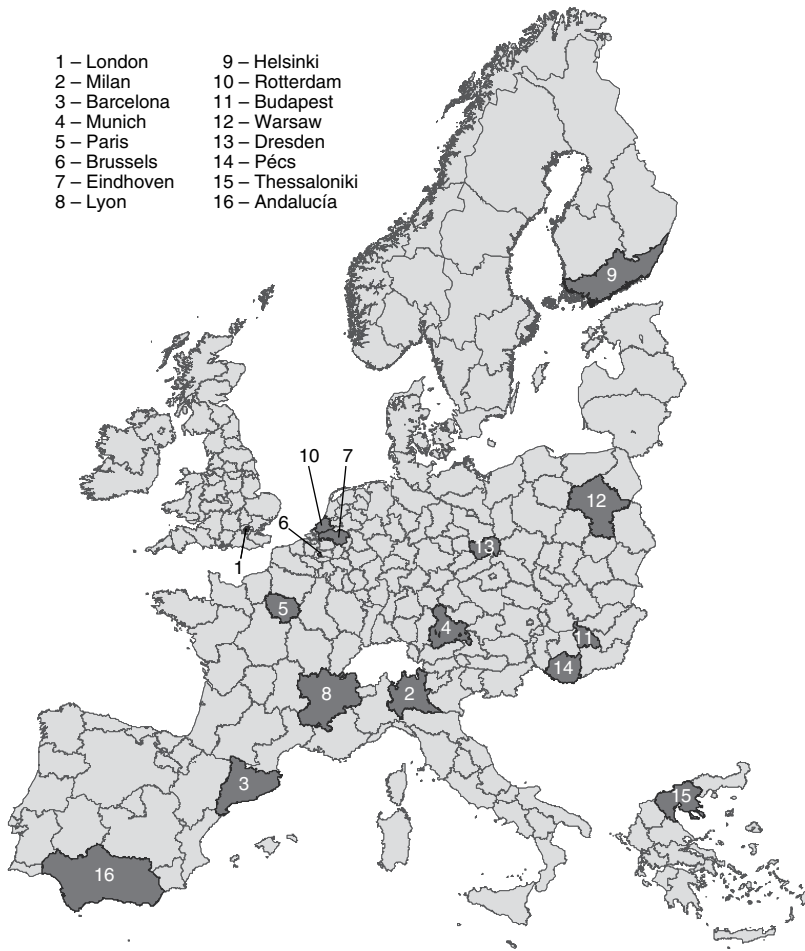 1 – London
2 – Milan
3 – Barcelona
4 – Munich
5 – Paris
6 – Brussels
7 – Eindhoven
8 – Lyon
9 – Helsinki
10 – Rotterdam
11 – Budapest
12 – Warsaw
13 – Dresden
14 – Pécs
15 – Thessaloniki
16 – Andalucía
9
10
7
12
6
13
1
5
4
11
14
8
2
3
15
16